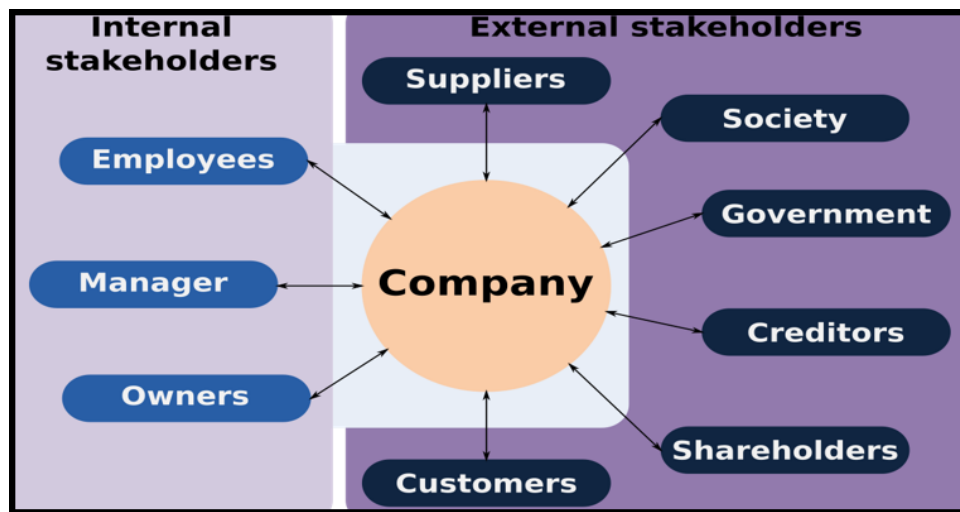 Internal
stakeholders
External stakeholders
Employees
Manager
Owners
Company
Suppliers
Society
Government
Creditors
Shareholders
Customers